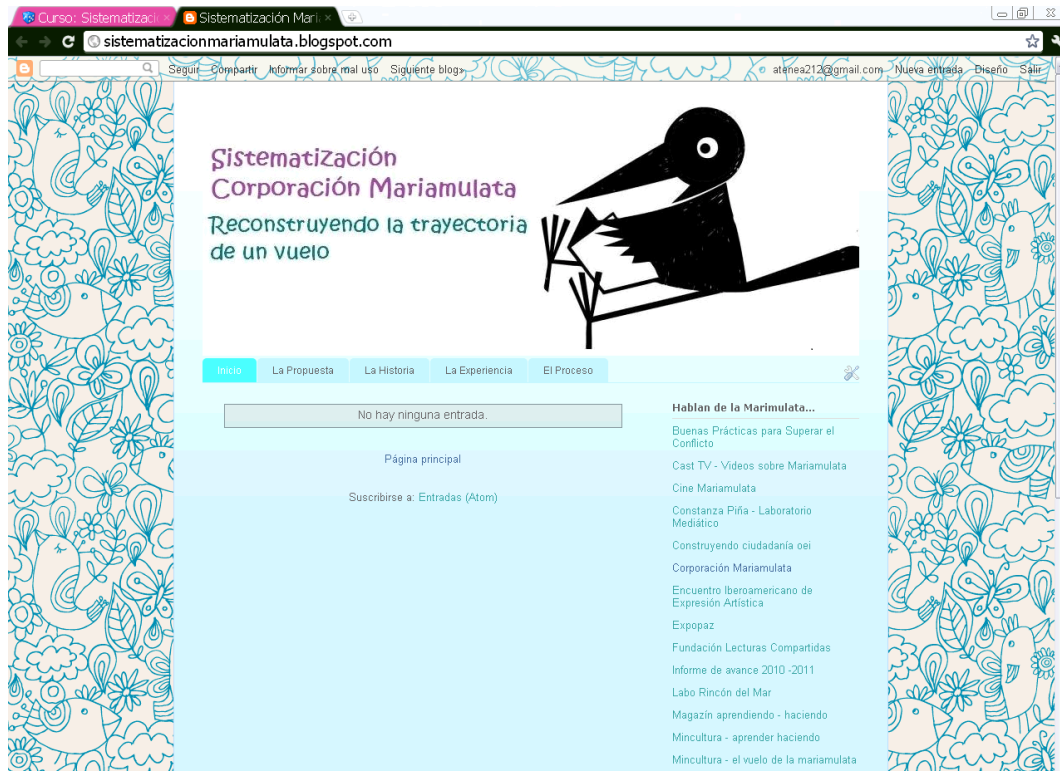 Curso: Sistematizaci
Sistematización Mari
sistematizacionmariamulata.blogspot.com
Seguir Compartir Informar sobre mal uso Siguiente blog» atenea212@gmail.com Nueva entrada Diseño Salir
Sistematización
Corporación Mariamulata
Reconstruyendo la trayectoria
de un vuelo
Inicio La Propuesta La Historia La Experiencia El Proceso
No hay ninguna entrada.
Página principal
Suscribirse a: Entradas (Atom)
Hablan de la Marimulata...
Buenas Prácticas para Superar el
Conflicto
Cast TV - Videos sobre Mariamulata
Cine Mariamulata
Constanza Piña - Laboratorio
Mediático
Construyendo ciudadanía oei
Corporación Mariamulata
Encuentro Iberoamericano de
Expresión Artística
Expopaz
Fundación Lecturas Compartidas
Informe de avance 2010 -2011
Labo Rincón del Mar
Magazín aprendiendo - haciendo
Mincultura - aprender haciendo
Mincultura - el vuelo de la mariamulata